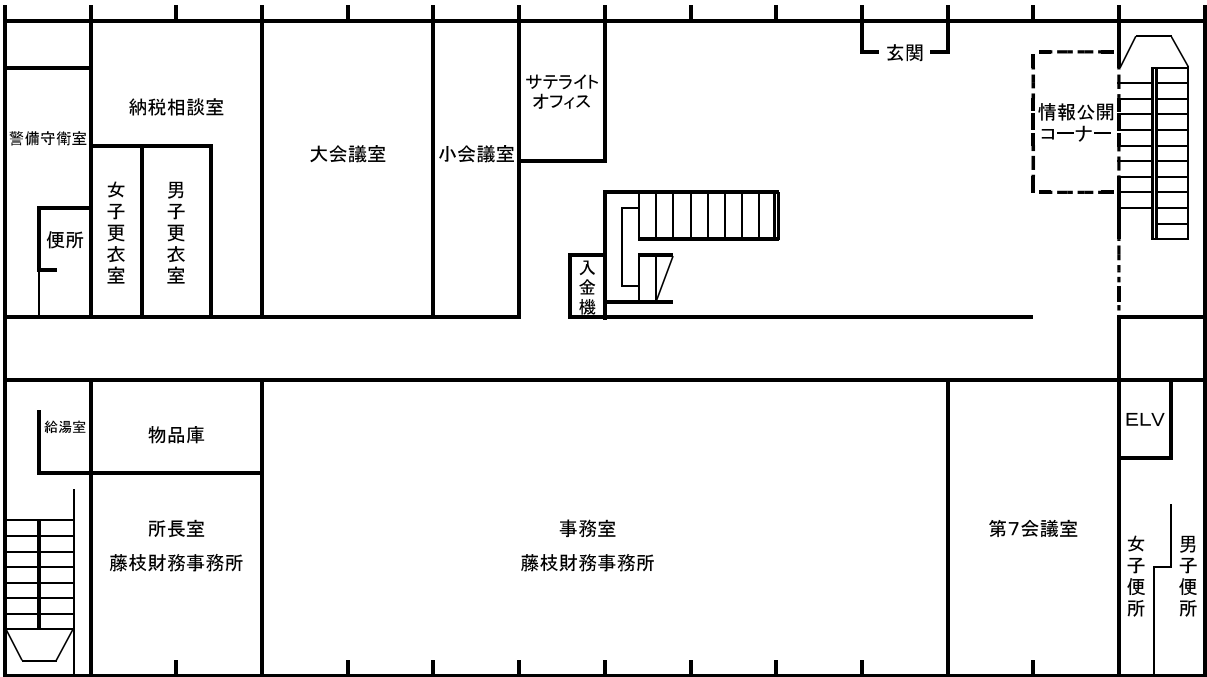 玄関
サテライト
オフィス
納税相談室
情報公開
コーナー
警備守衛室
大会議室
小会議室
女子更衣室
男子更衣室
便所
入金機
給湯室
物品庫
ELV
所長室
藤枝財務事務所
事務室
藤枝財務事務所
第7会議室
女子便所
男子便所